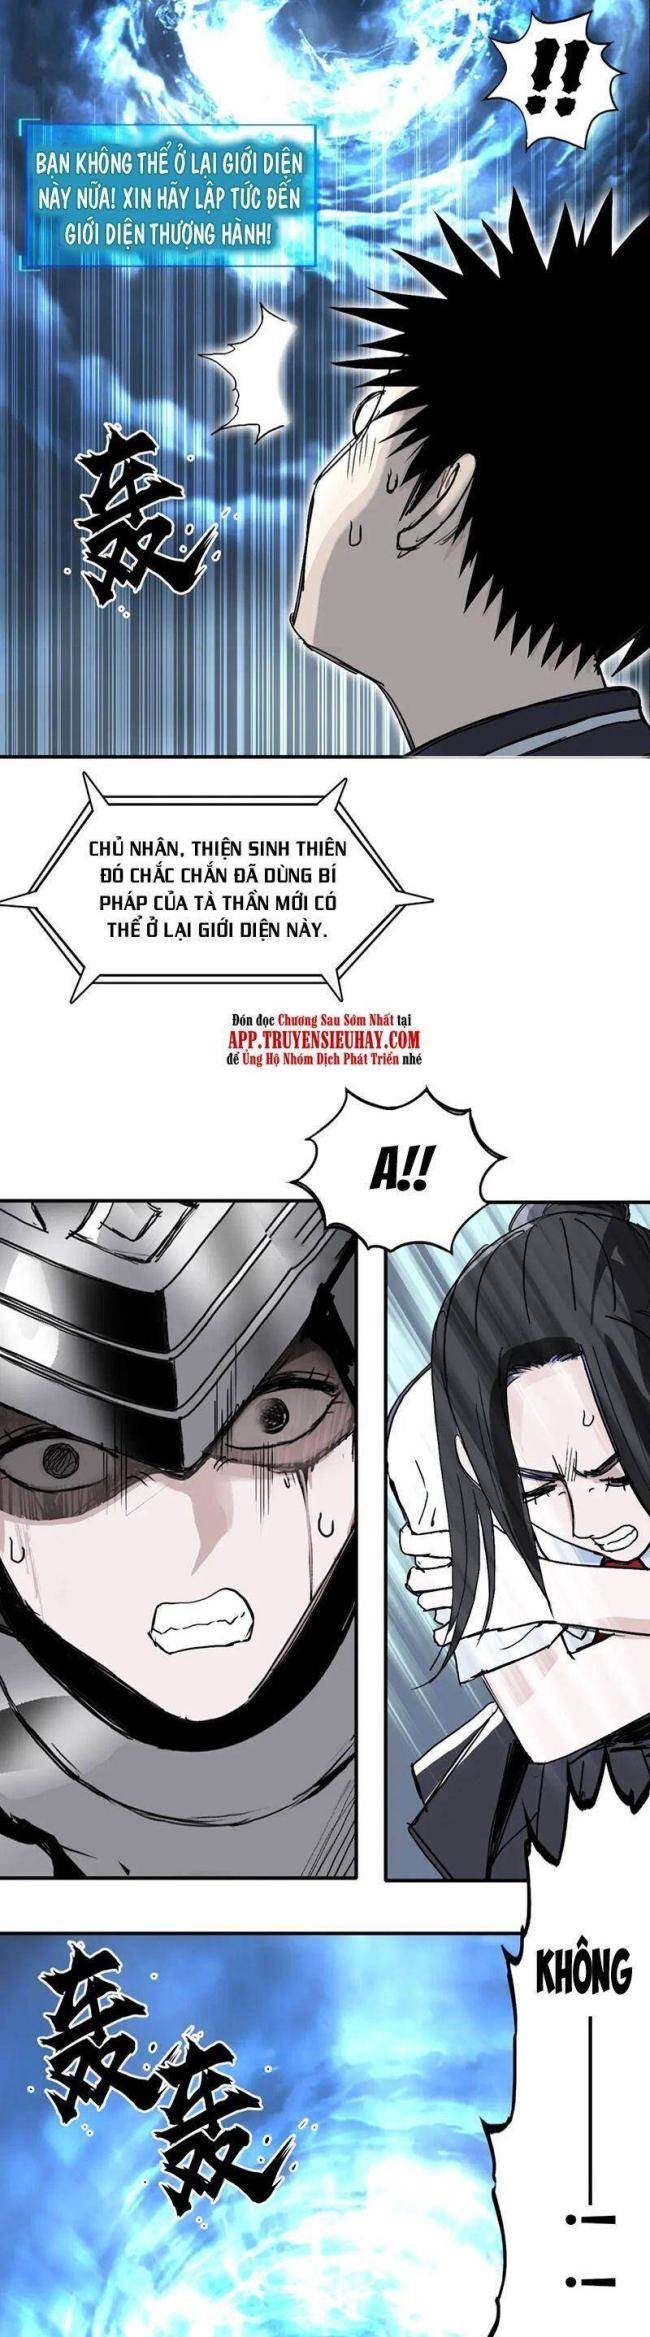 !!
BẠN KHÔNG THỂ Ở LẠI GIỚI DIỆN
NÀY NỮA! XIN HÃY LẬP TỨC ĐẾN
GIỚI DIỆN THƯỢNG HÀNH!
轰
CHỦ NHÂN, THIỆN SINH THIÊN
ĐÓ CHẮC CHẮN ĐÃ DÙNG BÍ
PHÁP CỦA TÀ THẦN MỚI CÓ
THỂ Ở LẠI GIỚI DIỆN NÀY.
Đón đọc Chương Sau Sớm Nhất tại
APP.TRUYENSIEUHAY.COM
để Ủng Hộ Nhóm Dịch Phát Triển nhé
A!!
KHÔNG
—!!
轰
轰